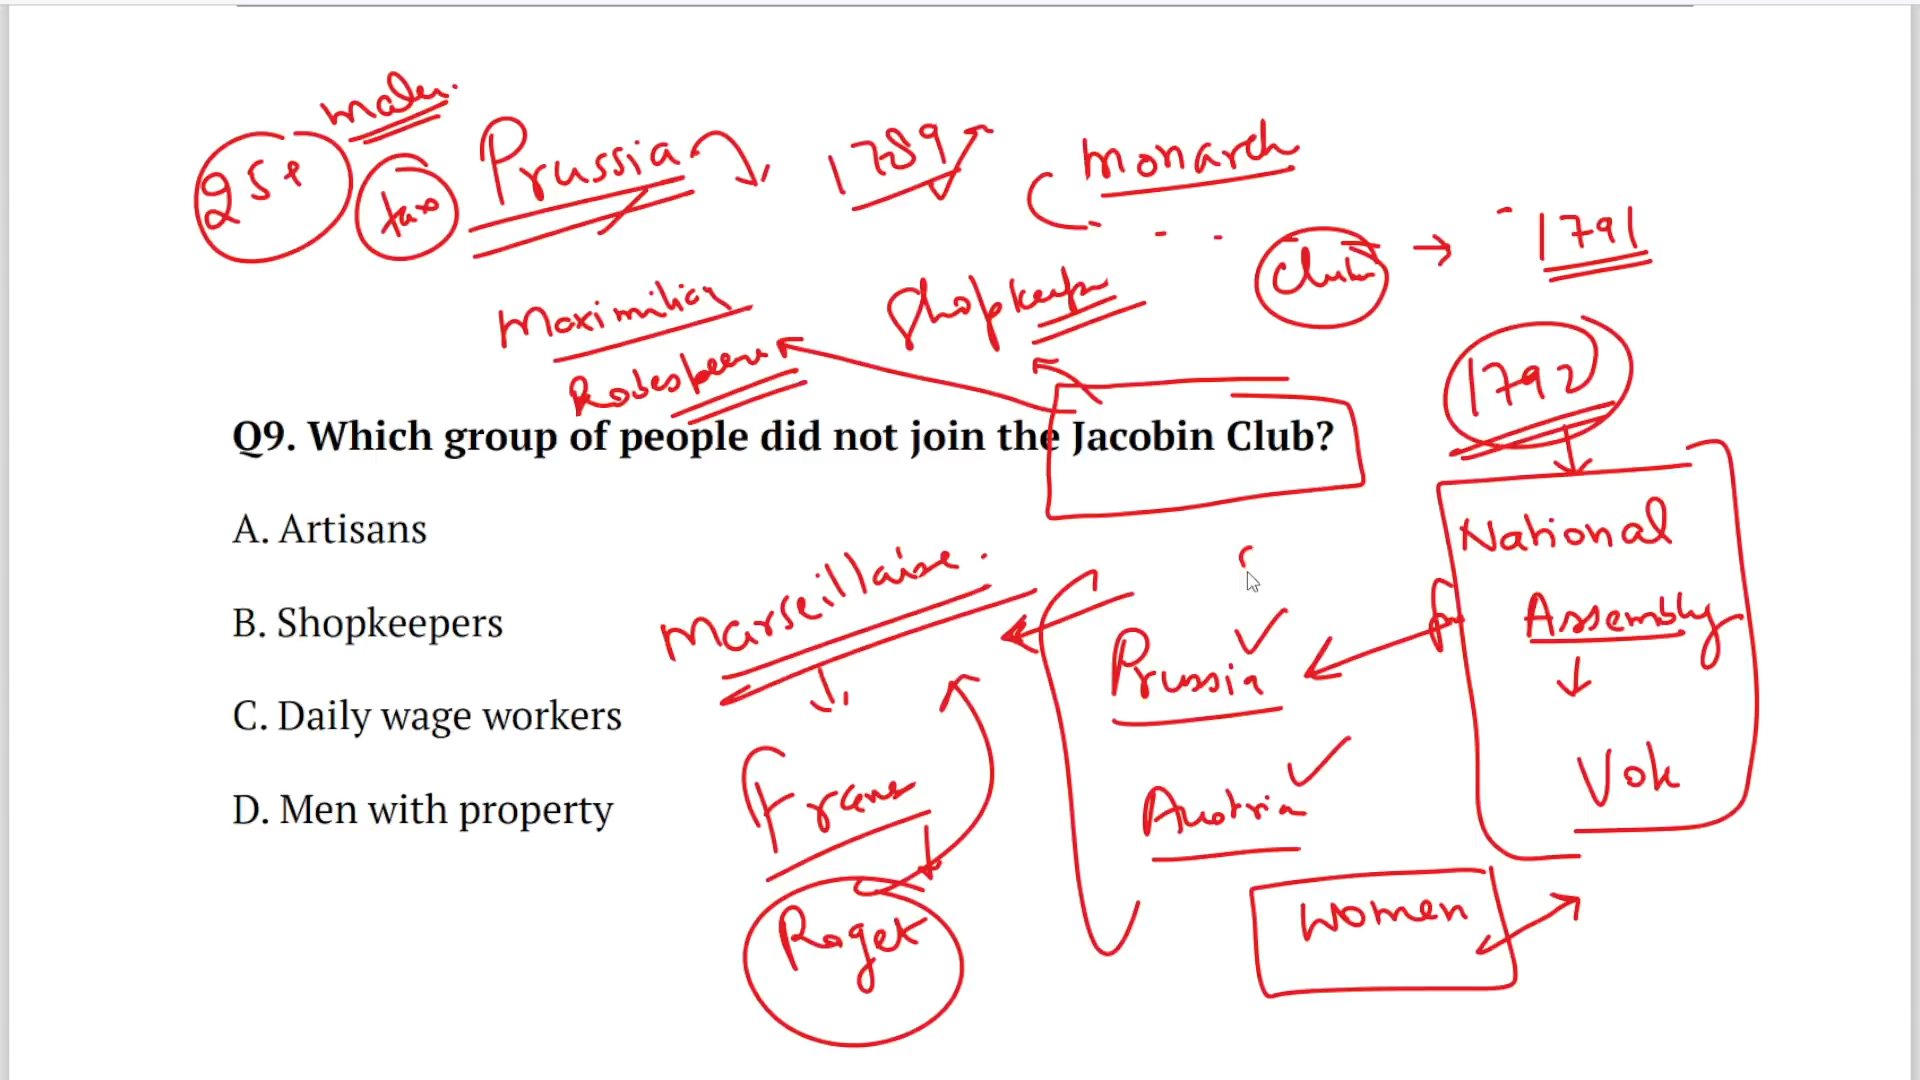 male.
25+
tax
Prussia
1789
monarch
Club
1791
Maximilian
Shopkeeper
Robespierre
1792
Q9. Which group of people did not join the Jacobin Club?
National
A. Artisans
Marseillaise.
Assembly
B. Shopkeepers
Prussia
C. Daily wage workers
Vote
D. Men with property
Austria
Women
Roget